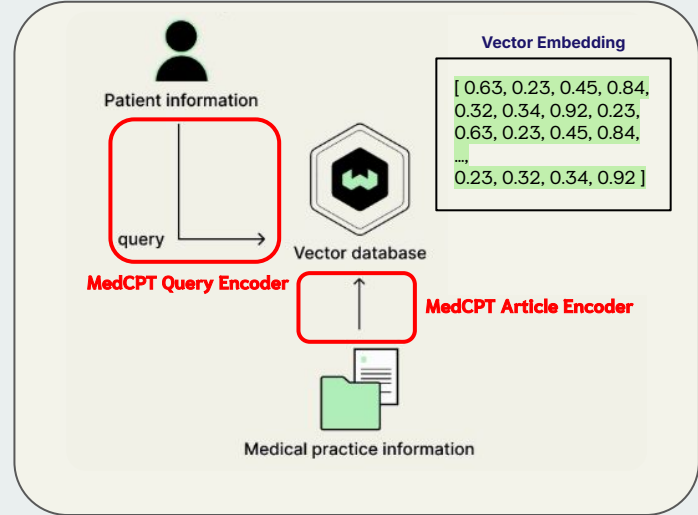 Vector Embedding
[ 0.63, 0.23, 0.45, 0.84,
0.32, 0.34, 0.92, 0.23,
0.63, 0.23, 0.45, 0.84,
...,
0.23, 0.32, 0.34, 0.92 ]
Patient information
query
Vector database
MedCPT Query Encoder
MedCPT Article Encoder
Medical practice information